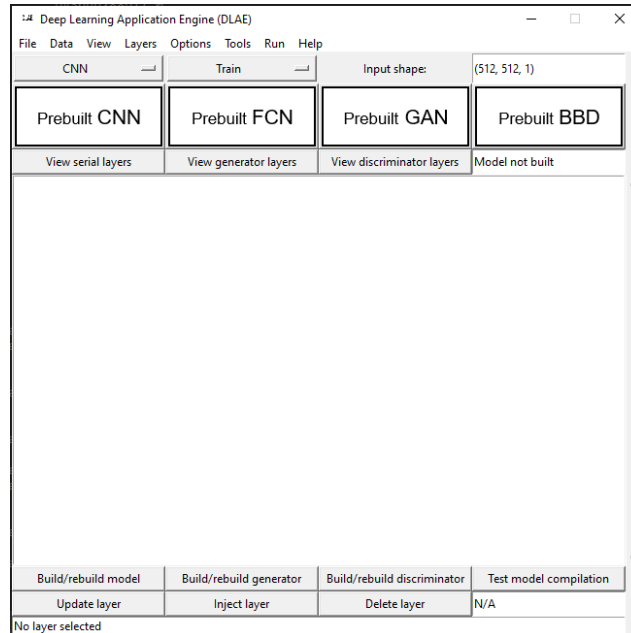 Deep Learning Application Engine (DLAE)
File Data View Layers Options Tools Run Help
CNN Train Input shape: (512, 512, 1)
Prebuilt CNN Prebuilt FCN Prebuilt GAN Prebuilt BBD
View serial layers View generator layers View discriminator layers Model not built
Build/rebuild model Build/rebuild generator Build/rebuild discriminator Test model compilation
Update layer Inject layer Delete layer N/A
No layer selected